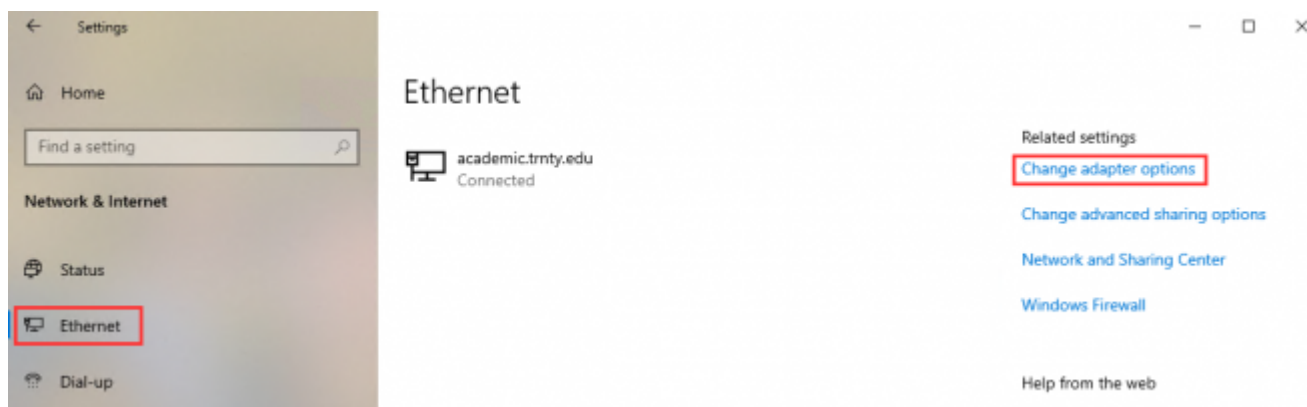 Settings
Home
Find a setting
Network & Internet
Status
Ethernet
Dial-up
Ethernet
academic.trnty.edu
Connected
Related settings
Change adapter options
Change advanced sharing options
Network and Sharing Center
Windows Firewall
Help from the web